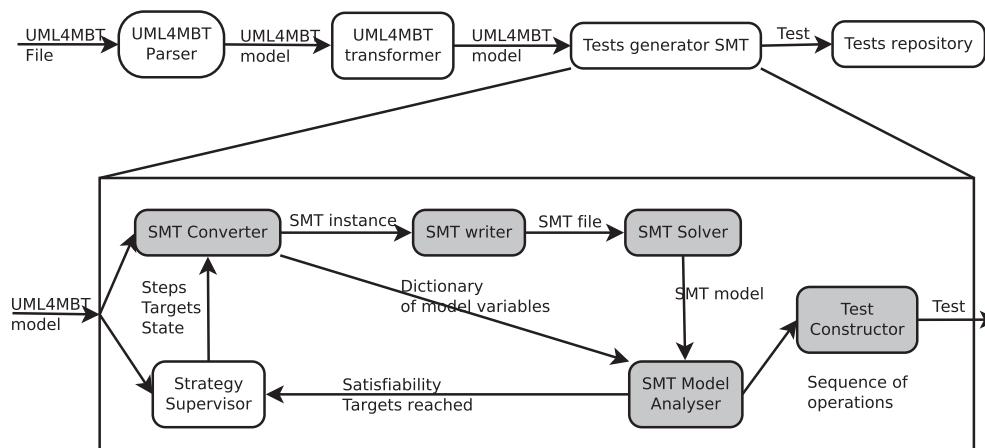 UML4MBT
File
UML4MBT
Parser
UML4MBT
model
UML4MBT
transformer
UML4MBT
model
Tests generator SMT
Test
Tests repository
SMT Converter
SMT instance
SMT writer
SMT file
SMT Solver
Steps
Targets
State
Dictionary
of model variables
SMT model
UML4MBT
model
Test
Constructor
Test
Strategy
Supervisor
Satisfiability
Targets reached
SMT Model
Analyser
Sequence of
operations